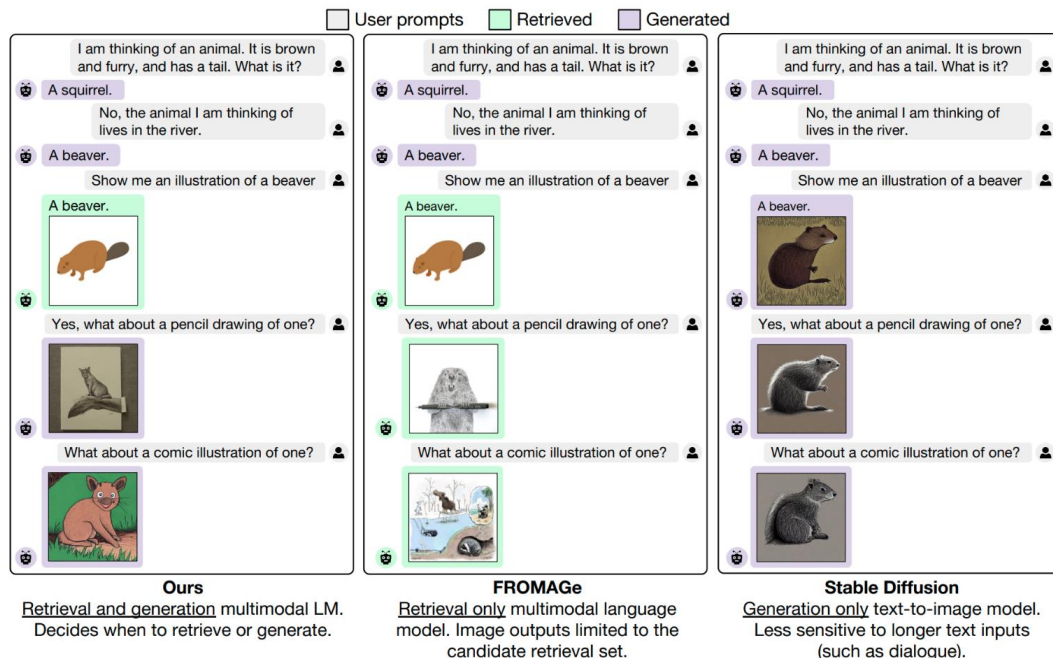 User prompts
Retrieved
Generated
I am thinking of an animal. It is brown
and furry, and has a tail. What is it?
A squirrel.
No, the animal I am thinking of
lives in the river.
A beaver.
Show me an illustration of a beaver
A beaver.
Yes, what about a pencil drawing of one?
What about a comic illustration of one?
Ours
Retrieval and generation multimodal LM.
Decides when to retrieve or generate.
I am thinking of an animal. It is brown
and furry, and has a tail. What is it?
A squirrel.
No, the animal I am thinking of
lives in the river.
A beaver.
Show me an illustration of a beaver
A beaver.
Yes, what about a pencil drawing of one?
What about a comic illustration of one?
FROMAGe
Retrieval only multimodal language
model. Image outputs limited to the
candidate retrieval set.
I am thinking of an animal. It is brown
and furry, and has a tail. What is it?
A squirrel.
No, the animal I am thinking of
lives in the river.
A beaver.
Show me an illustration of a beaver
A beaver.
Yes, what about a pencil drawing of one?
What about a comic illustration of one?
Stable Diffusion
Generation only text-to-image model.
Less sensitive to longer text inputs
(such as dialogue).